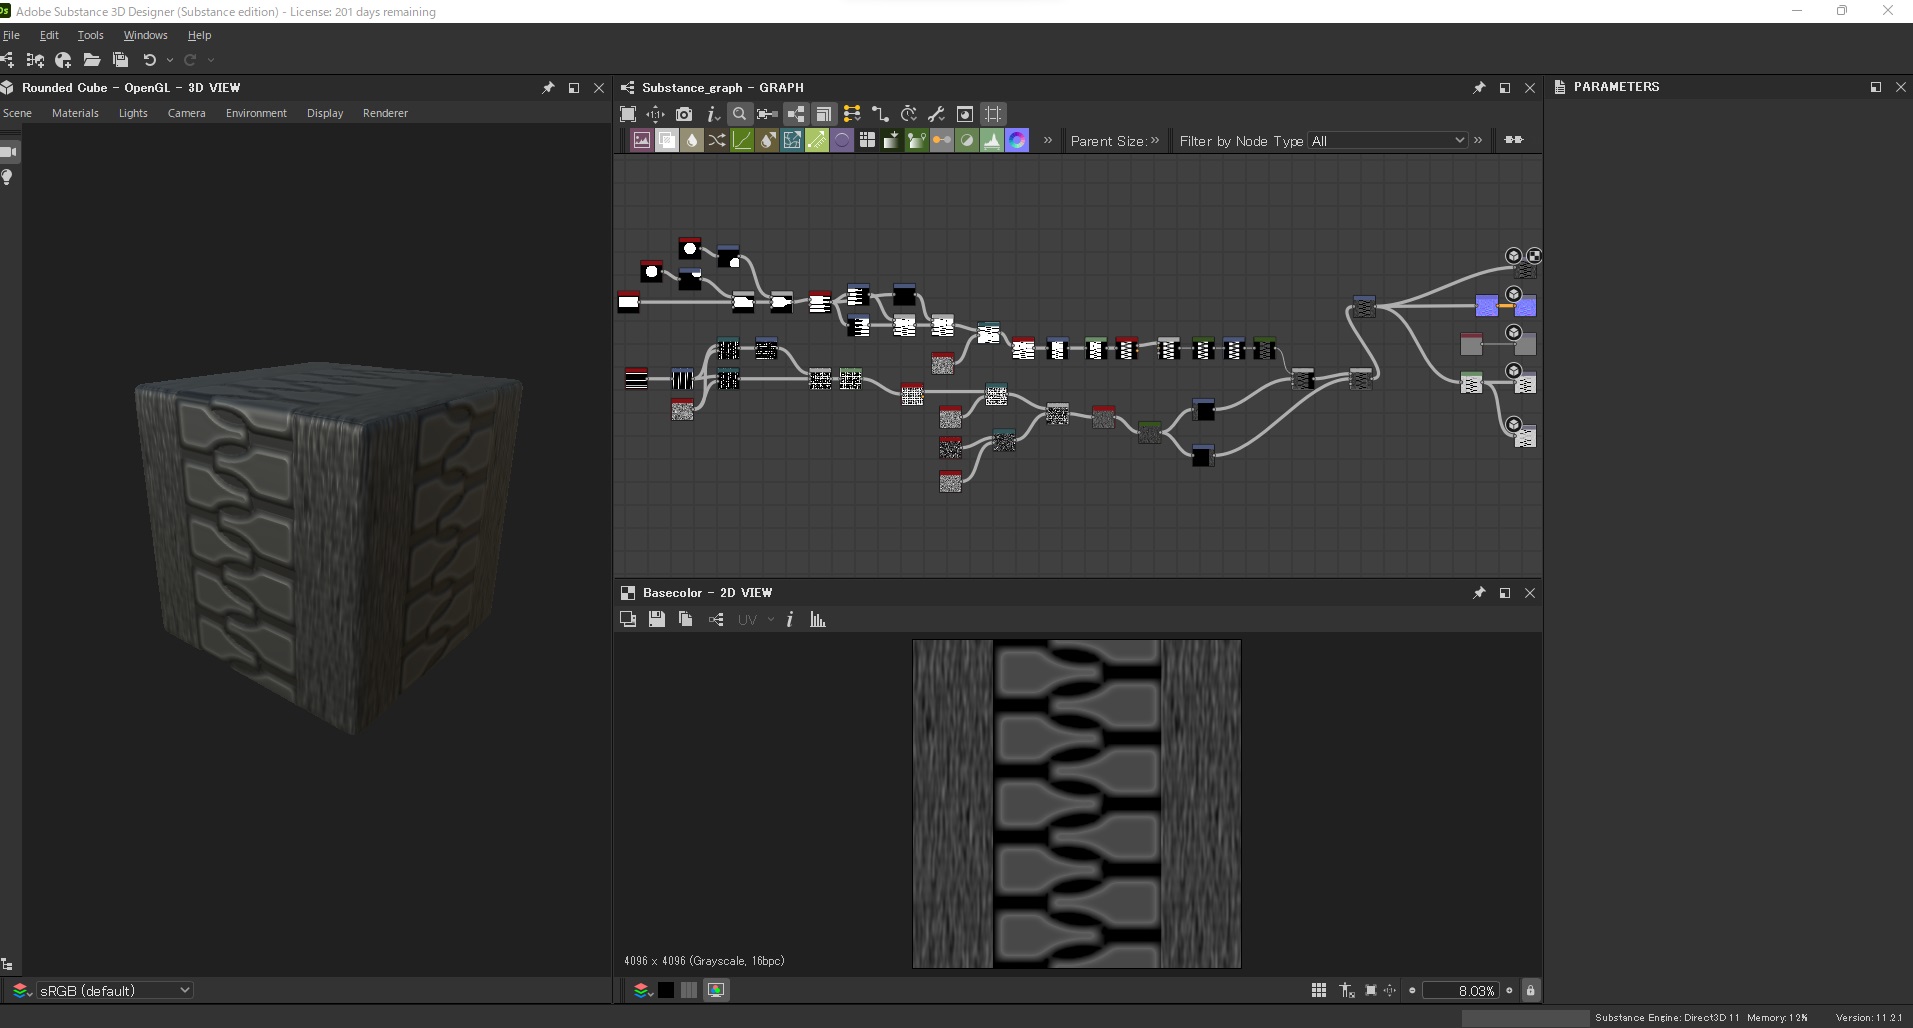 Ds Adobe Substance 3D Designer (Substance edition) - License: 201 days remaining
File Edit Tools Windows Help
Rounded Cube - OpenGL - 3D VIEW
Substance_graph - GRAPH
PARAMETERS
Scene Materials Lights Camera Environment Display Renderer
Parent Size: Filter by Node Type All
Basecolor - 2D VIEW
UV
4096 x 4096 (Grayscale, 16bpc)
sRGB (default)
8.03%
Substance Engine: Direct3D 11 Memory: 12% Version: 11.2.1